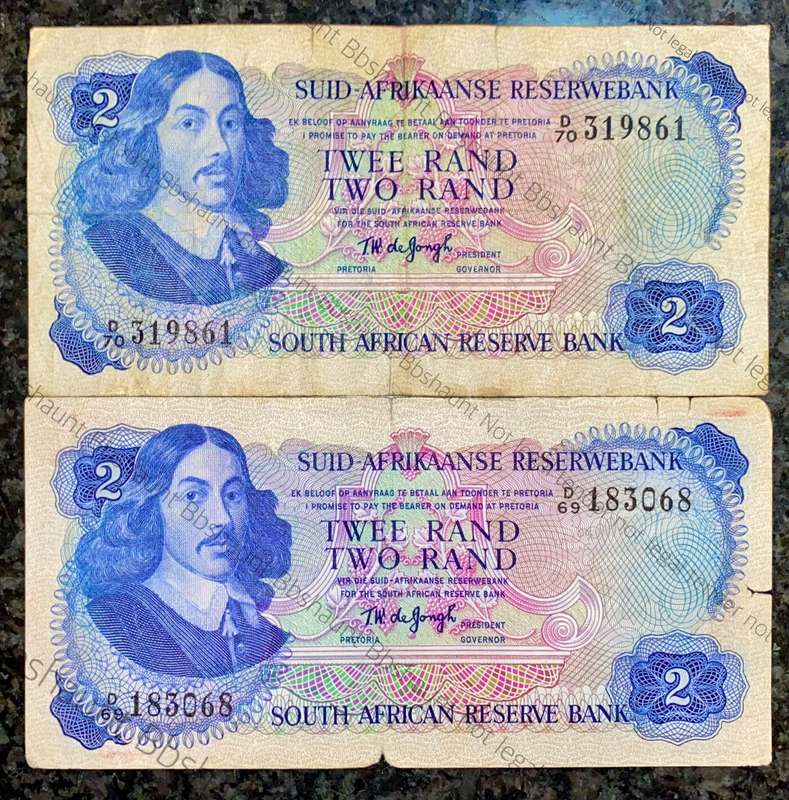 2
SUID-AFRIKAANSE RESERWEBANK
EK BELOOF OP AANVRAAG TE BETAAL AAN TOONDER TE PRETORIA
I PROMISE TO PAY THE BEARER ON DEMAND AT PRETORIA
D/70 319861
TWEE RAND
TWO RAND
VIR DIE SUID-AFRIKAANSE RESERWEBANK
FOR THE SOUTH AFRICAN RESERVE BANK
T.W. de Jongh
PRESIDENT
PRETORIA GOVERNOR
2
D/70 319861
SOUTH AFRICAN RESERVE BANK
2
SUID-AFRIKAANSE RESERWEBANK
EK BELOOF OP AANVRAAG TE BETAAL AAN TOONDER TE PRETORIA
I PROMISE TO PAY THE BEARER ON DEMAND AT PRETORIA
D/69 183068
TWEE RAND
TWO RAND
VIR DIE SUID-AFRIKAANSE RESERWEBANK
FOR THE SOUTH AFRICAN RESERVE BANK
T.W. de Jongh
PRESIDENT
PRETORIA GOVERNOR
2
D/69 183068
SOUTH AFRICAN RESERVE BANK
Bbshaunt Not legal